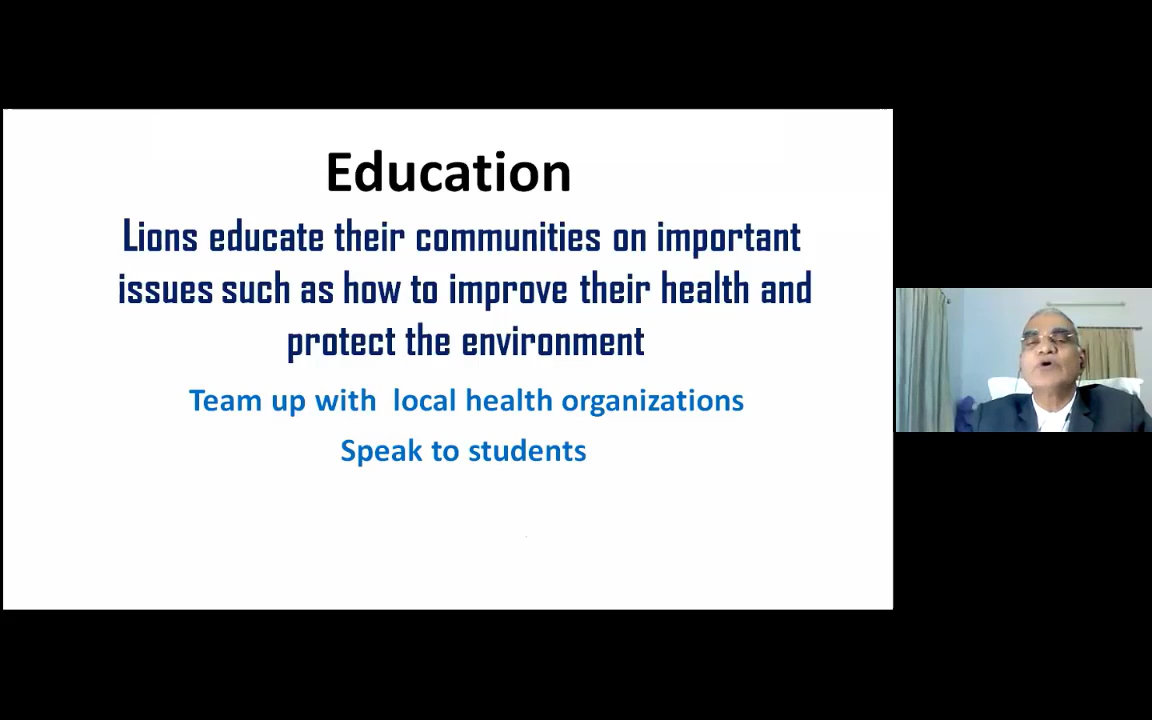 Education
Lions educate their communities on important
issues such as how to improve their health and
protect the environment
Team up with local health organizations
Speak to students